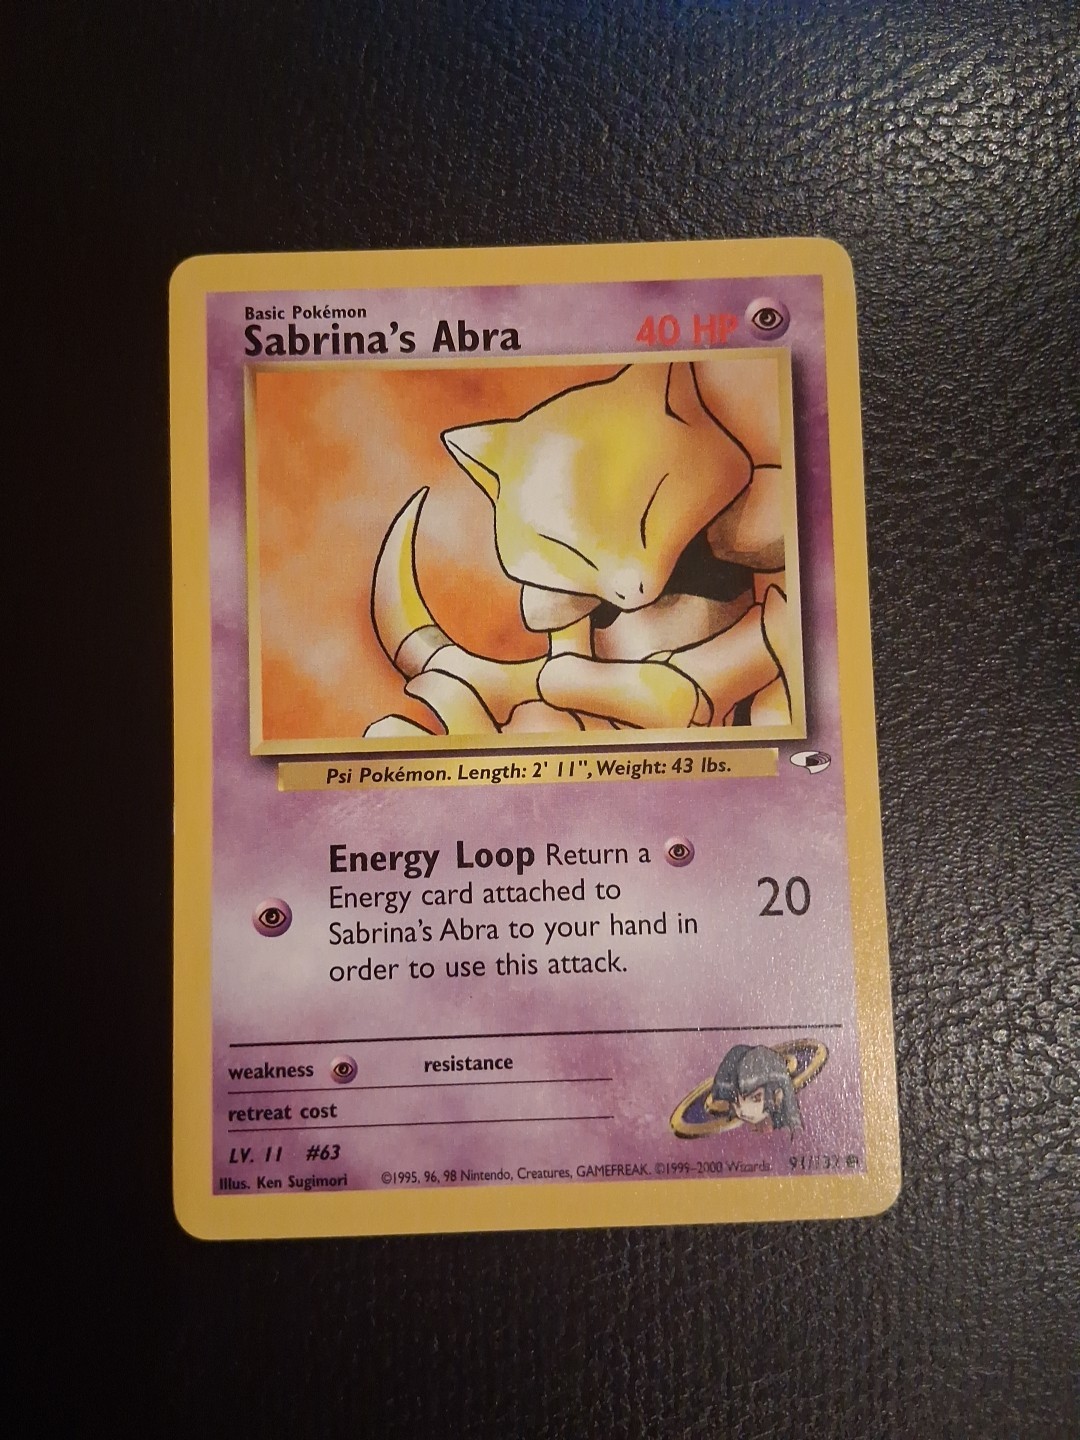 Basic Pokémon
Sabrina's Abra 40 HP
Psi Pokémon. Length: 2' 11", Weight: 43 lbs.
Energy Loop Return a
Energy card attached to
Sabrina's Abra to your hand in
order to use this attack.
20
weakness resistance
retreat cost
LV. 11 #63
Illus. Ken Sugimori ©1995, 96, 98 Nintendo, Creatures, GAMEFREAK. ©1999-2000 Wizards. 91/132